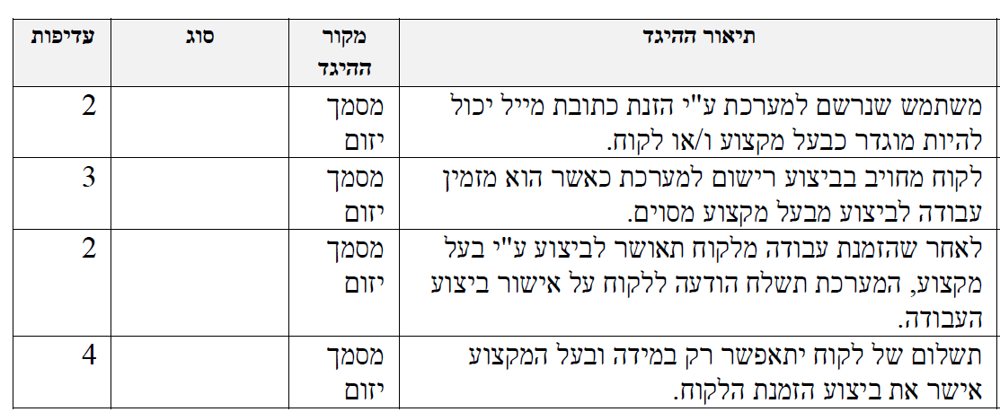 תיאור ההיגד מקור סוג עדיפות
ההיגד
משתמש שנרשם למערכת ע"י הזנת כתובת מייל יכול מסמך 2
להיות מוגדר כבעל מקצוע ו/או לקוח. יזום
לקוח מחויב בביצוע רישום למערכת כאשר הוא מזמין מסמך 3
עבודה לביצוע מבעל מקצוע מסוים. יזום
לאחר שהזמנת עבודה מלקוח תאושר לביצוע ע"י בעל מסמך 2
מקצוע, המערכת תשלח הודעה ללקוח על אישור ביצוע יזום
העבודה.
תשלום של לקוח יתאפשר רק במידה ובעל המקצוע מסמך 4
אישר את ביצוע הזמנת הלקוח. יזום